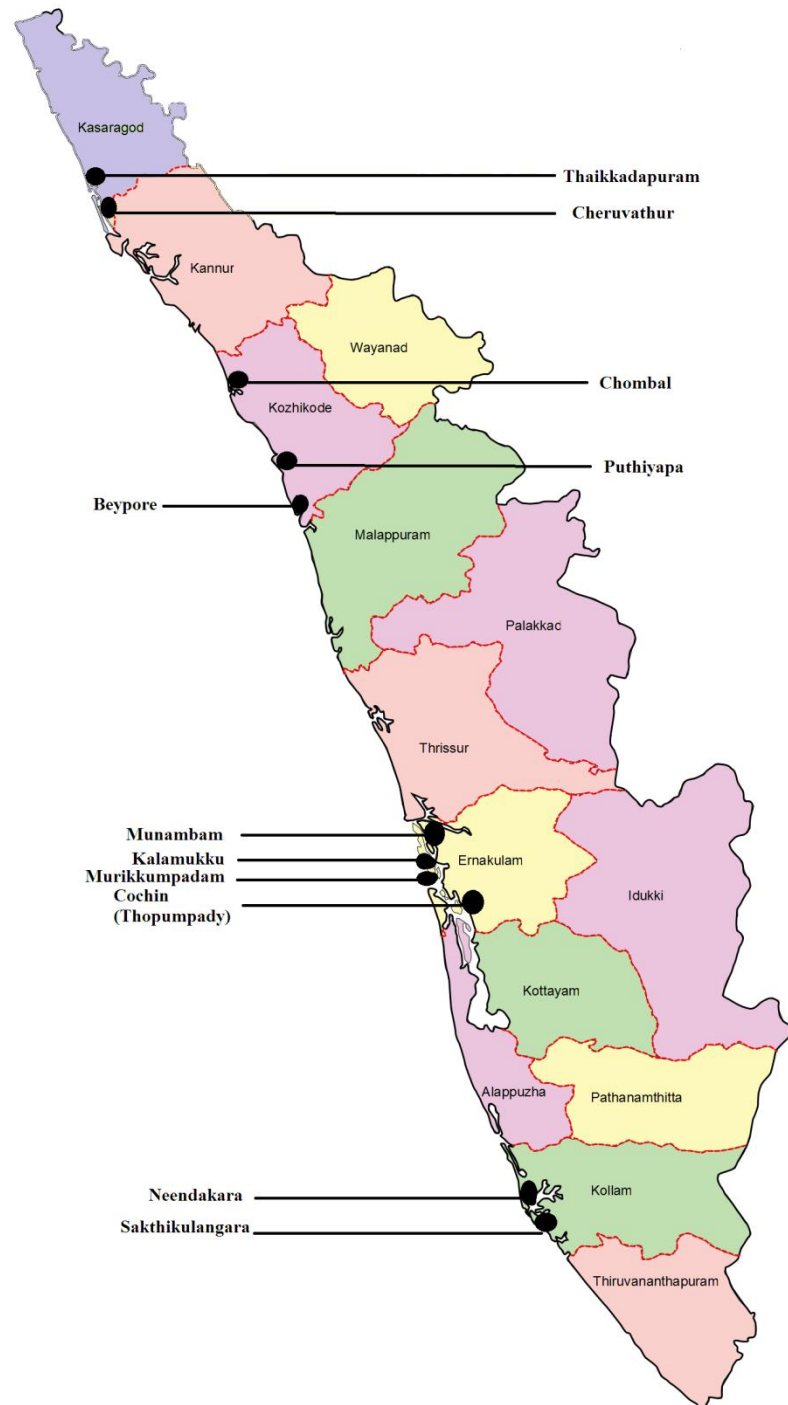 Kasaragod
Thaikkadapuram
Cheruvathur
Kannur
Wayanad
Chombal
Kozhikode
Puthiyapa
Beypore
Malappuram
Palakkad
Thrissur
Munambam
Kalamukku
Ernakulam
Murikkumpadam
Idukki
Cochin
(Thopumpady)
Kottayam
Alappuzha
Pathanamthitta
Neendakara
Kollam
Sakthikulangara
Thiruvananthapuram